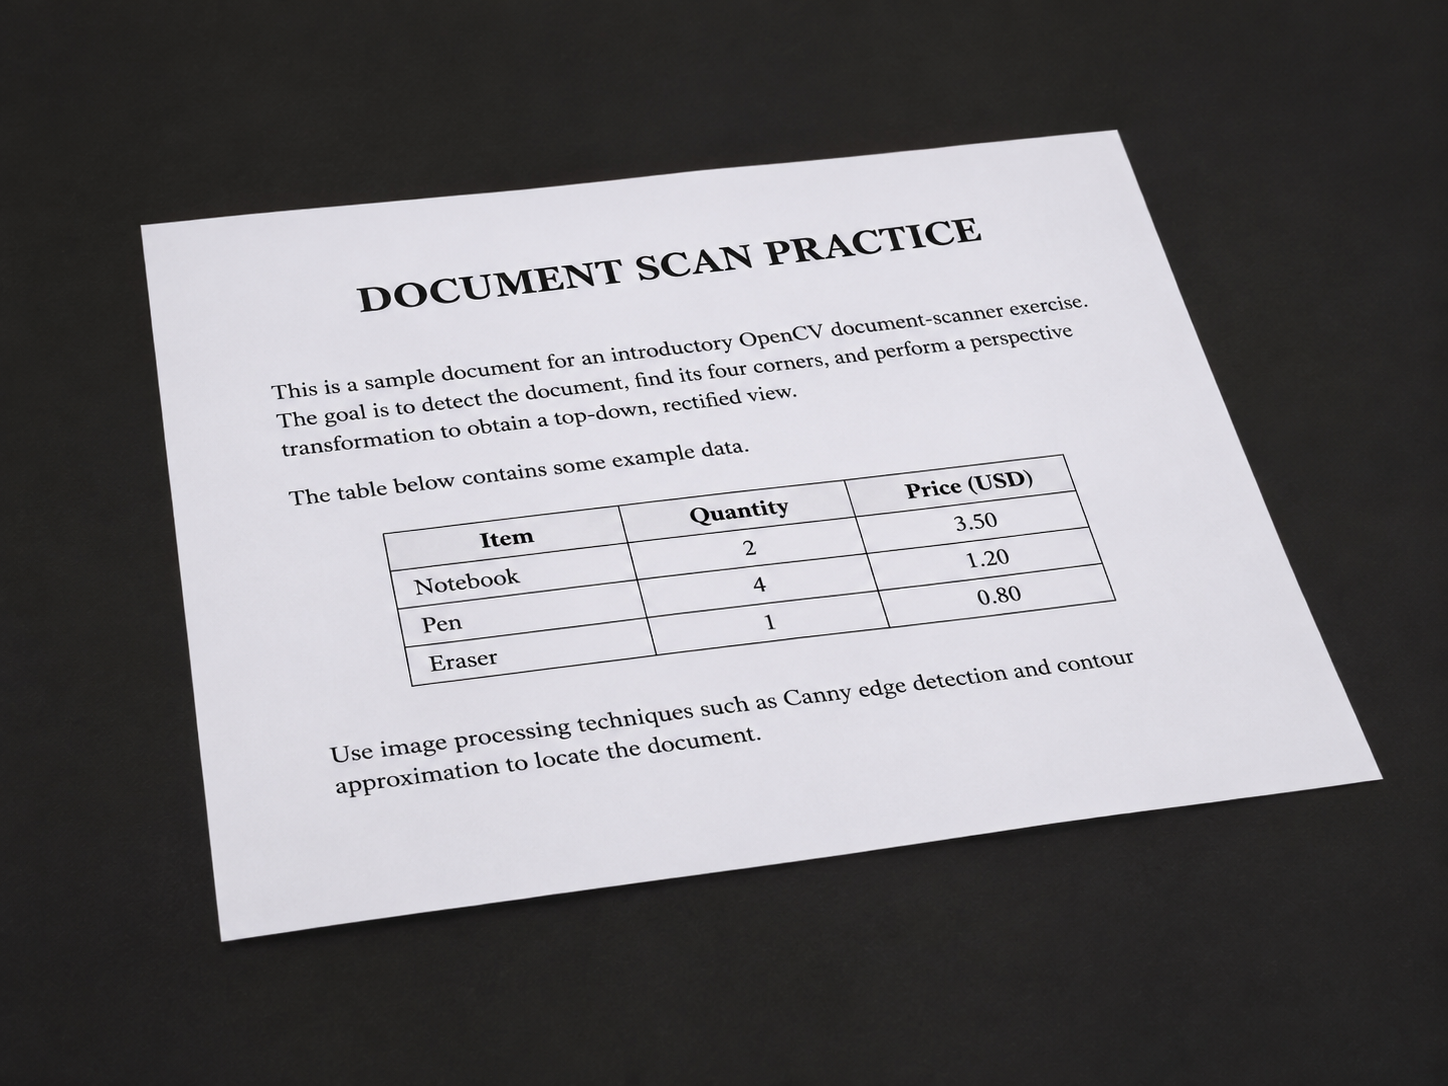 DOCUMENT SCAN PRACTICE
This is a sample document for an introductory OpenCV document-scanner exercise.
The goal is to detect the document, find its four corners, and perform a perspective
transformation to obtain a top-down, rectified view.
The table below contains some example data.
Item Quantity Price (USD)
Notebook 2 3.50
Pen 4 1.20
Eraser 1 0.80
Use image processing techniques such as Canny edge detection and contour
approximation to locate the document.